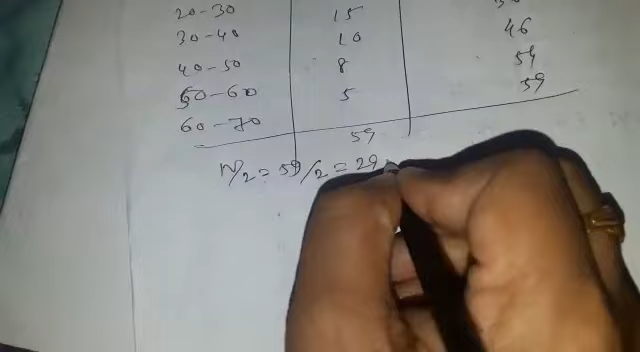 20-30 15
30-40 10 46
40-50 8 54
50-60 5 59
60-70
59
N/2 = 59/2 = 29